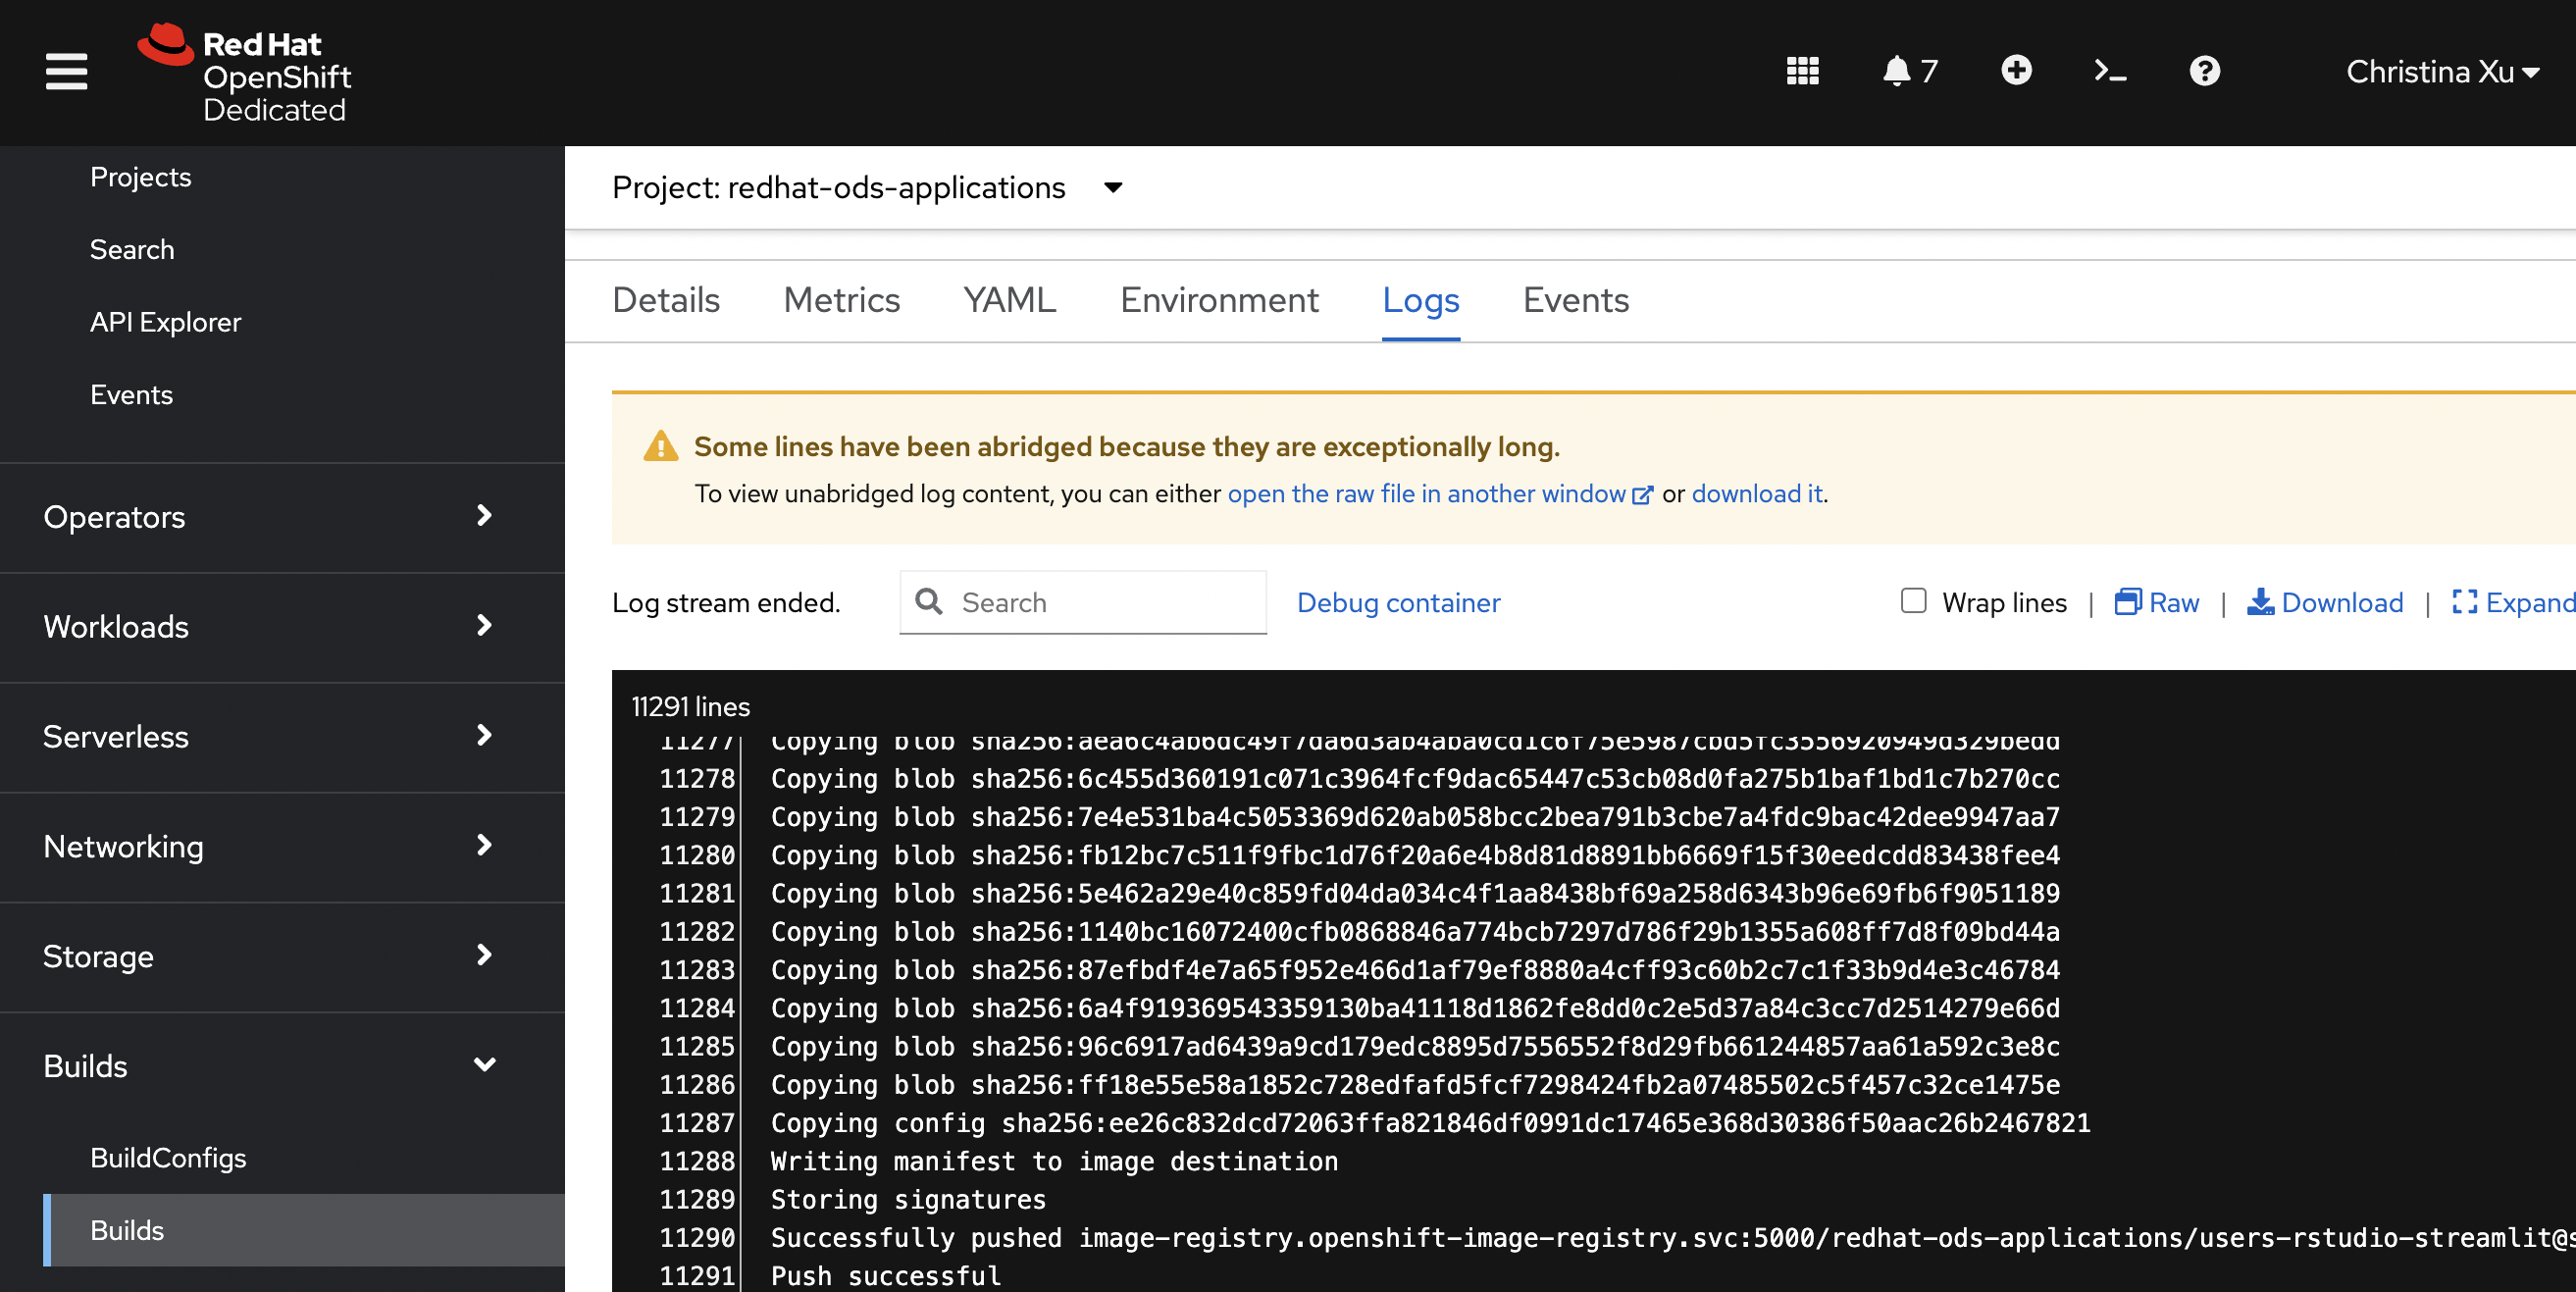 Red Hat
OpenShift
Dedicated
7
Christina Xu
Projects
Search
API Explorer
Events
Operators
Workloads
Serverless
Networking
Storage
Builds
BuildConfigs
Builds
Project: redhat-ods-applications
Details Metrics YAML Environment Logs Events
Some lines have been abridged because they are exceptionally long.
To view unabridged log content, you can either open the raw file in another window or download it.
Log stream ended. Search Debug container Wrap lines | Raw | Download | Expand
11291 lines
11277 Copying blob sha256:aea6c4ab6dc49f7da6d3ab4aba0cd1c6f75e5987cbd5fc3556920949d329bedd
11278 Copying blob sha256:6c455d360191c071c3964fcf9dac65447c53cb08d0fa275b1baf1bd1c7b270cc
11279 Copying blob sha256:7e4e531ba4c5053369d620ab058bcc2bea791b3cbe7a4fdc9bac42dee9947aa7
11280 Copying blob sha256:fb12bc7c511f9fbc1d76f20a6e4b8d81d8891bb6669f15f30eedcdd83438fee4
11281 Copying blob sha256:5e462a29e40c859fd04da034c4f1aa8438bf69a258d6343b96e69fb6f9051189
11282 Copying blob sha256:1140bc16072400cfb0868846a774bcb7297d786f29b1355a608ff7d8f09bd44a
11283 Copying blob sha256:87efbdf4e7a65f952e466d1af79ef8880a4cff93c60b2c7c1f33b9d4e3c46784
11284 Copying blob sha256:6a4f919369543359130ba41118d1862fe8dd0c2e5d37a84c3cc7d2514279e66d
11285 Copying blob sha256:96c6917ad6439a9cd179edc8895d7556552f8d29fb661244857aa61a592c3e8c
11286 Copying blob sha256:ff18e55e58a1852c728edfafd5fcf7298424fb2a07485502c5f457c32ce1475e
11287 Copying config sha256:ee26c832dcd72063ffa821846df0991dc17465e368d30386f50aac26b2467821
11288 Writing manifest to image destination
11289 Storing signatures
11290 Successfully pushed image-registry.openshift-image-registry.svc:5000/redhat-ods-applications/users-rstudio-streamlit@s
11291 Push successful